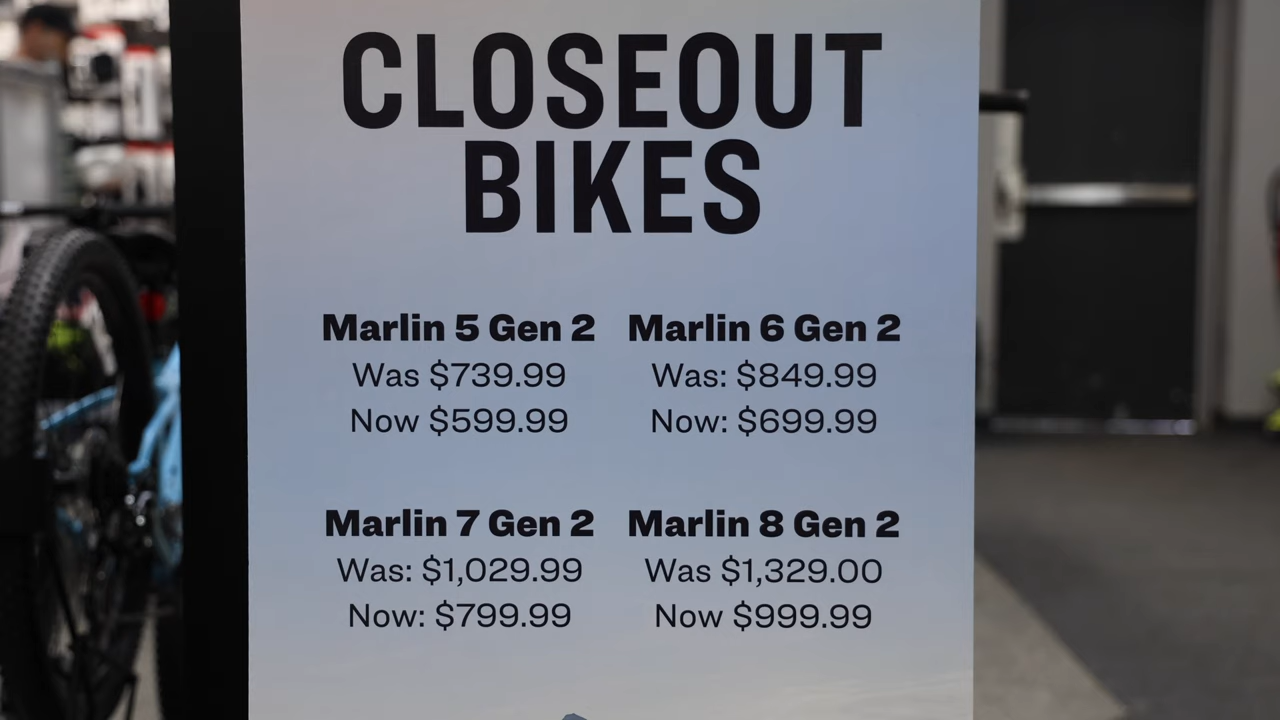 CLOSEOUT
BIKES
Marlin 5 Gen 2
Was $739.99
Now $599.99
Marlin 6 Gen 2
Was: $849.99
Now: $699.99
Marlin 7 Gen 2
Was: $1,029.99
Now: $799.99
Marlin 8 Gen 2
Was $1,329.00
Now $999.99